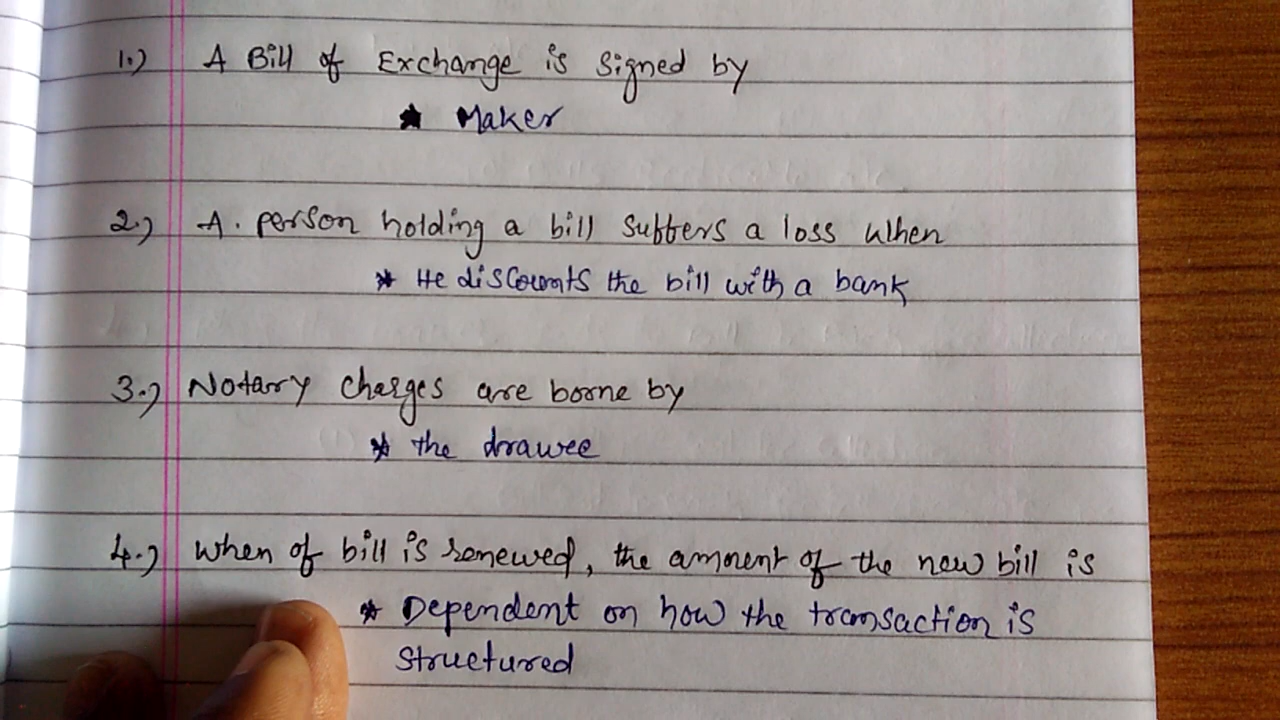 1.) A Bill of Exchange is signed by
★ Maker
2.) A. person holding a bill suffers a loss when
* He discounts the bill with a bank
3.) Notary charges are borne by
* the drawee
4.) when of bill is renewed, the amount of the new bill is
* Dependent on how the transaction is
structured